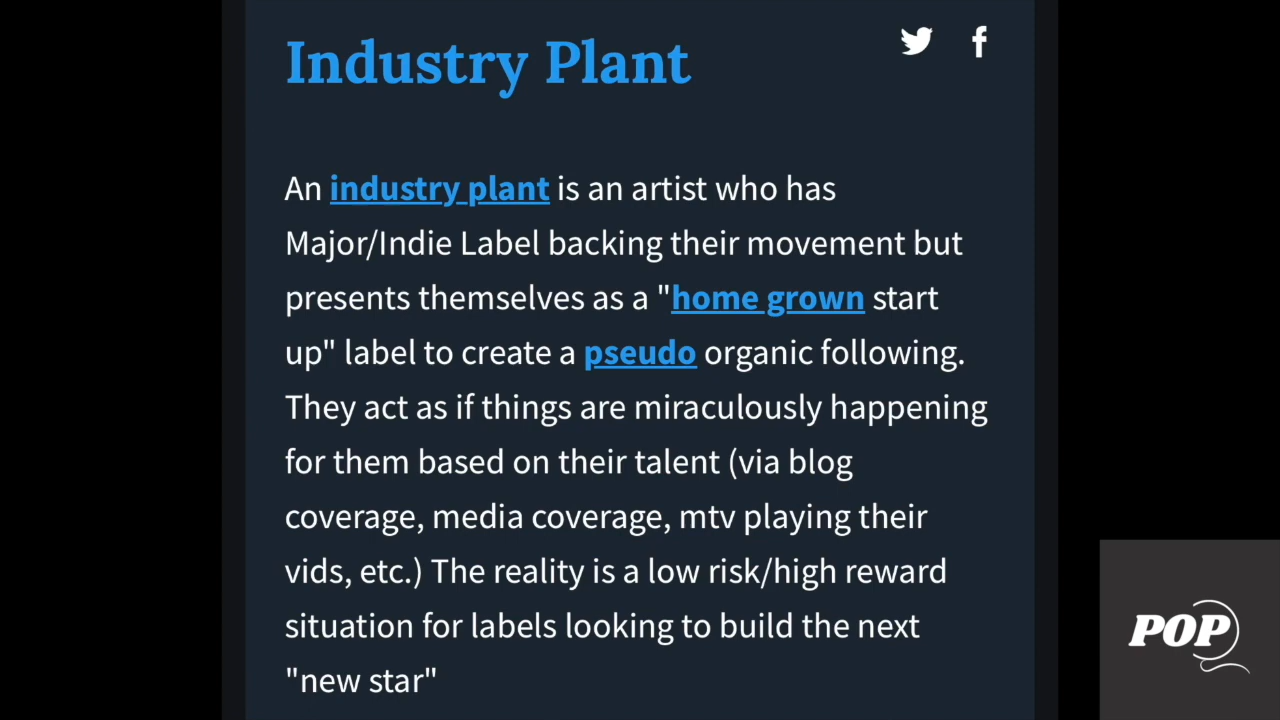 Industry Plant
An industry plant is an artist who has
Major/Indie Label backing their movement but
presents themselves as a "home grown start
up" label to create a pseudo organic following.
They act as if things are miraculously happening
for them based on their talent (via blog
coverage, media coverage, mtv playing their
vids, etc.) The reality is a low risk/high reward
situation for labels looking to build the next
"new star"
POP